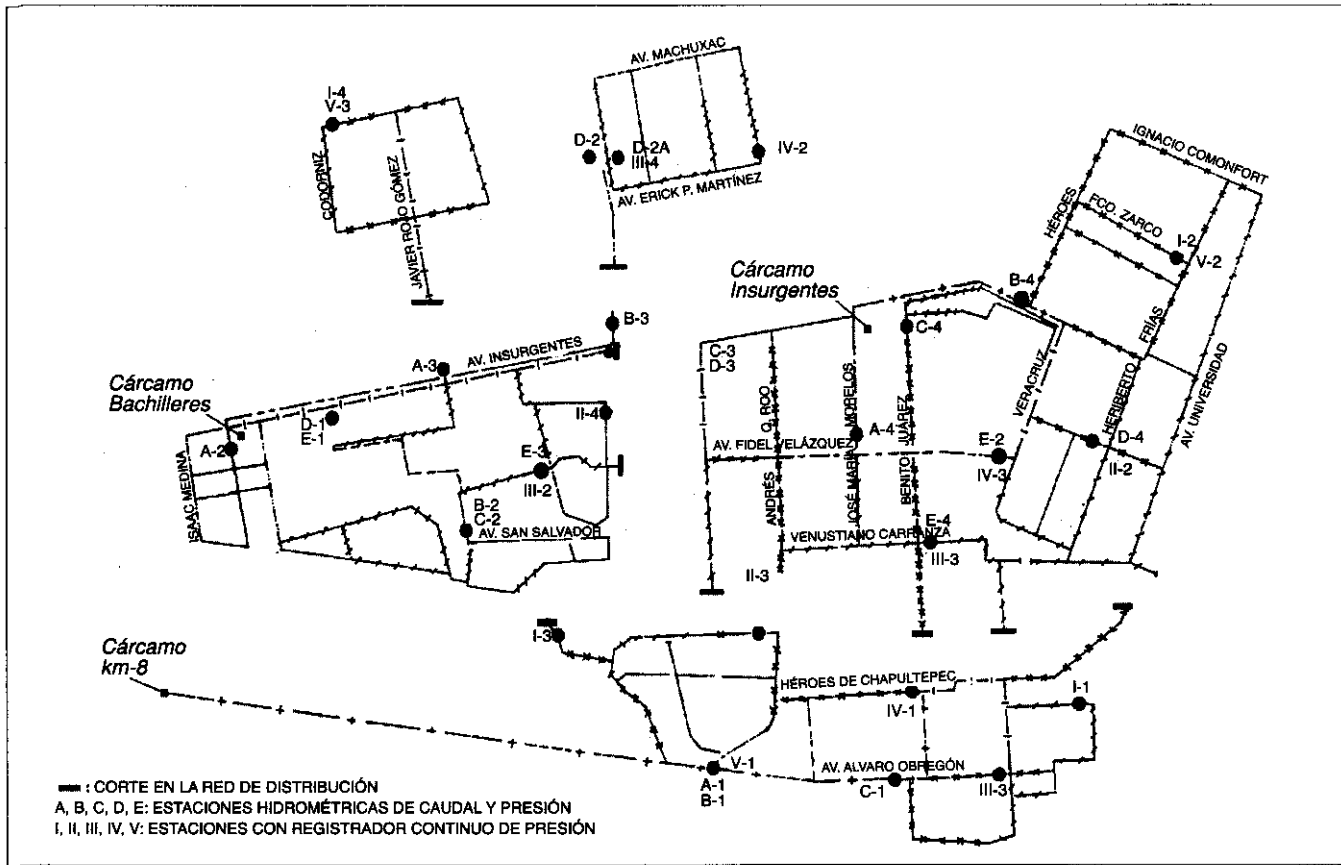 AV. MACHUXAC
I-4
V-3
CODORNIZ
JAVIER ROJO GÓMEZ
D-2
D-2A
III-4
IV-2
AV. ERICK P. MARTÍNEZ
IGNACIO COMONFORT
HÉROES
FCO. ZARCO
I-2
V-2
Cárcamo
Insurgentes
B-4
B-3
C-4
FRÍAS
AV. INSURGENTES
A-3
C-3
D-3
Cárcamo
Bachilleres
D-1
E-1
II-4
Q. ROO
MORELOS
JUÁREZ
VERACRUZ
HERIBERTO
AV. UNIVERSIDAD
A-2
A-4
D-4
II-2
ISAAC MEDINA
E-3
III-2
AV. FIDEL VELÁZQUEZ
E-2
IV-3
ANDRÉS
JOSÉ MARÍA
BENITO
B-2
C-2
AV. SAN SALVADOR
VENUSTIANO CARRANZA
E-4
III-3
II-3
Cárcamo
km-8
I-3
HÉROES DE CHAPULTEPEC
IV-1
I-1
V-1
A-1
B-1
AV. ALVARO OBREGÓN
C-1
III-3
: CORTE EN LA RED DE DISTRIBUCIÓN
A, B, C, D, E: ESTACIONES HIDROMÉTRICAS DE CAUDAL Y PRESIÓN
I, II, III, IV, V: ESTACIONES CON REGISTRADOR CONTINUO DE PRESIÓN